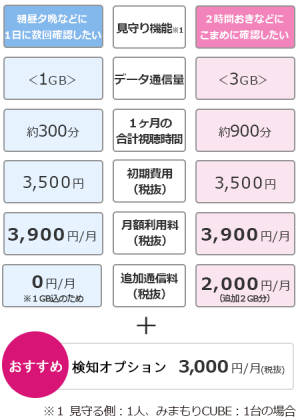 朝昼夕晩などに
1日に数回確認したい
見守り機能※1
2時間おきなどに
こまめに確認したい
<1GB>
データ通信量
<3GB>
約300分
1ヶ月の
合計視聴時間
約900分
3,500円
初期費用
(税抜)
3,500円
3,900円/月
月額利用料
(税抜)
3,900円/月
0円/月
※1GB込のため
追加通信料
(税抜)
2,000円/月
(追加2GB分)
+
おすすめ 検知オプション 3,000円/月(税抜)
※1 見守る側：1人、みまもりCUBE：1台の場合